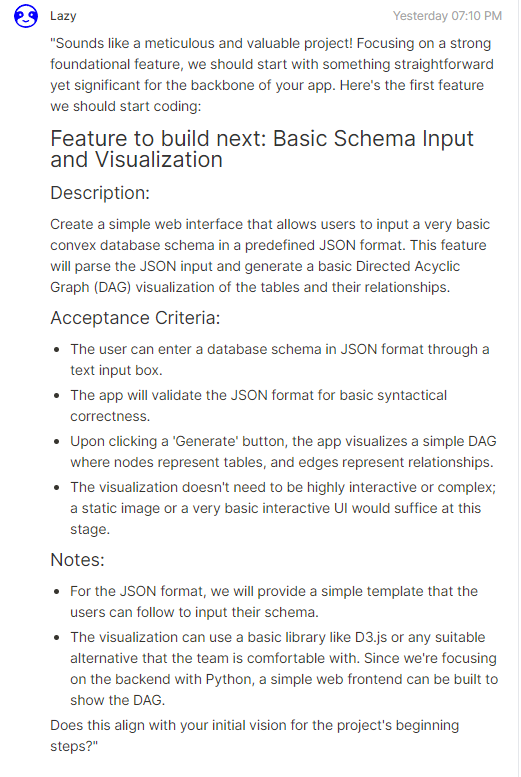 Lazy
Yesterday 07:10 PM
"Sounds like a meticulous and valuable project! Focusing on a strong
foundational feature, we should start with something straightforward
yet significant for the backbone of your app. Here's the first feature
we should start coding:
Feature to build next: Basic Schema Input
and Visualization
Description:
Create a simple web interface that allows users to input a very basic
convex database schema in a predefined JSON format. This feature
will parse the JSON input and generate a basic Directed Acyclic
Graph (DAG) visualization of the tables and their relationships.
Acceptance Criteria:
• The user can enter a database schema in JSON format through a
text input box.
• The app will validate the JSON format for basic syntactical
correctness.
• Upon clicking a 'Generate' button, the app visualizes a simple DAG
where nodes represent tables, and edges represent relationships.
• The visualization doesn't need to be highly interactive or complex;
a static image or a very basic interactive UI would suffice at this
stage.
Notes:
• For the JSON format, we will provide a simple template that the
users can follow to input their schema.
• The visualization can use a basic library like D3.js or any suitable
alternative that the team is comfortable with. Since we're focusing
on the backend with Python, a simple web frontend can be built to
show the DAG.
Does this align with your initial vision for the project's beginning
steps?"